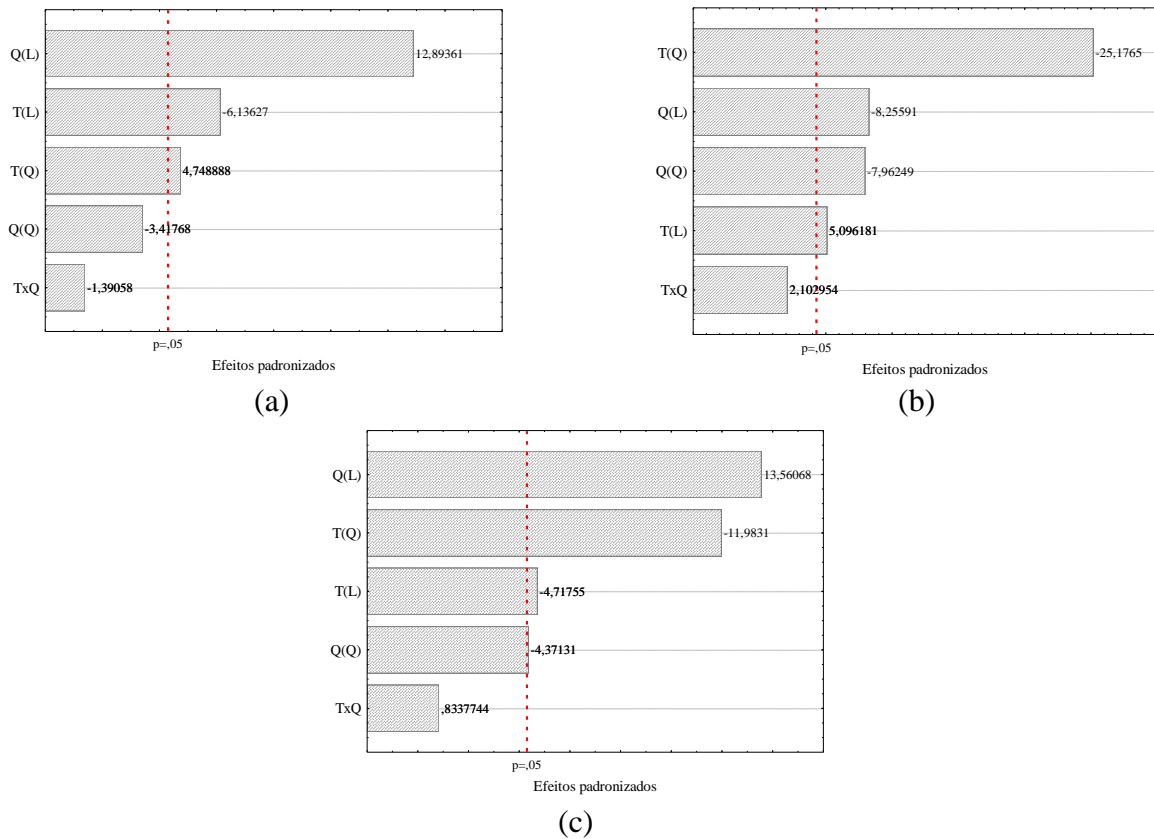 Q(L)
12,89361
T(L)
-6,13627
T(Q)
4,748888
Q(Q)
-3,41768
TxQ
-1,39058
p=,05
Efeitos padronizados
(a)
T(Q)
-25,1765
Q(L)
-8,25591
Q(Q)
-7,96249
T(L)
5,096181
TxQ
2,102954
p=,05
Efeitos padronizados
(b)
Q(L)
13,56068
T(Q)
-11,9831
T(L)
-4,71755
Q(Q)
-4,37131
TxQ
,8337744
p=,05
Efeitos padronizados
(c)